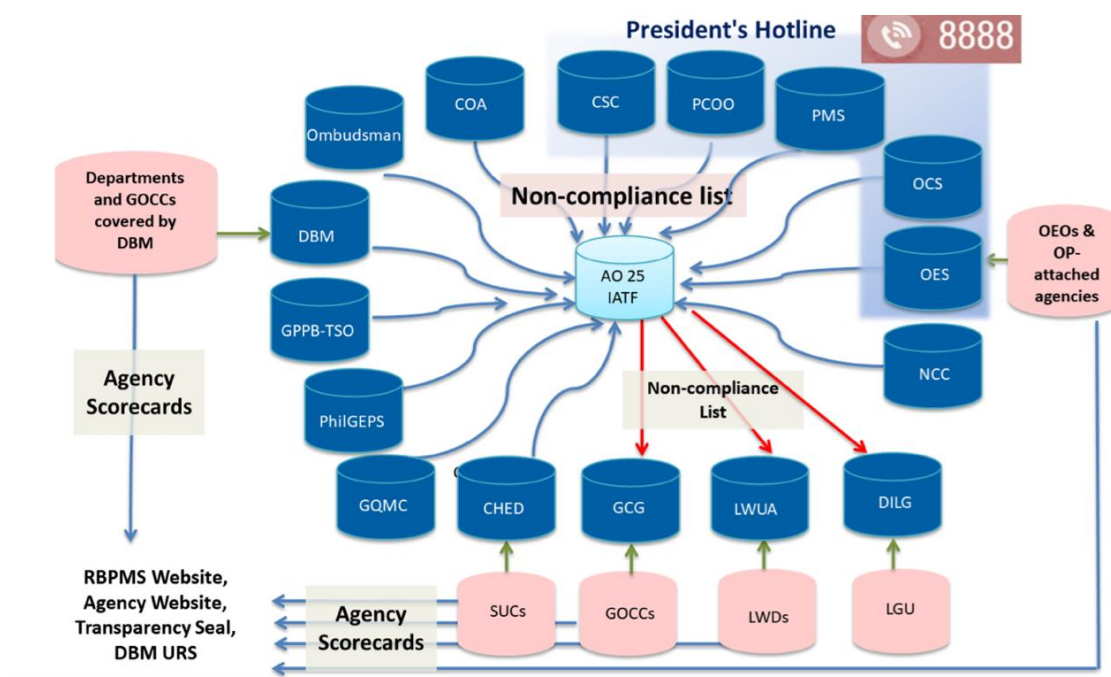 President's Hotline
8888
COA
CSC
PCOO
PMS
Ombudsman
Departments
and GOCCs
covered by
DBM
OCS
Non-compliance list
DBM
AO 25
IATF
OES
OEOs &
OP-
attached
agencies
GPPB-TSO
Agency
Scorecards
NCC
Non-compliance
List
PhilGEPS
GQMC
CHED
GCG
LWUA
DILG
RBPMS Website,
Agency Website,
Transparency Seal,
DBM URS
Agency
Scorecards
SUCs
GOCCs
LWDs
LGU